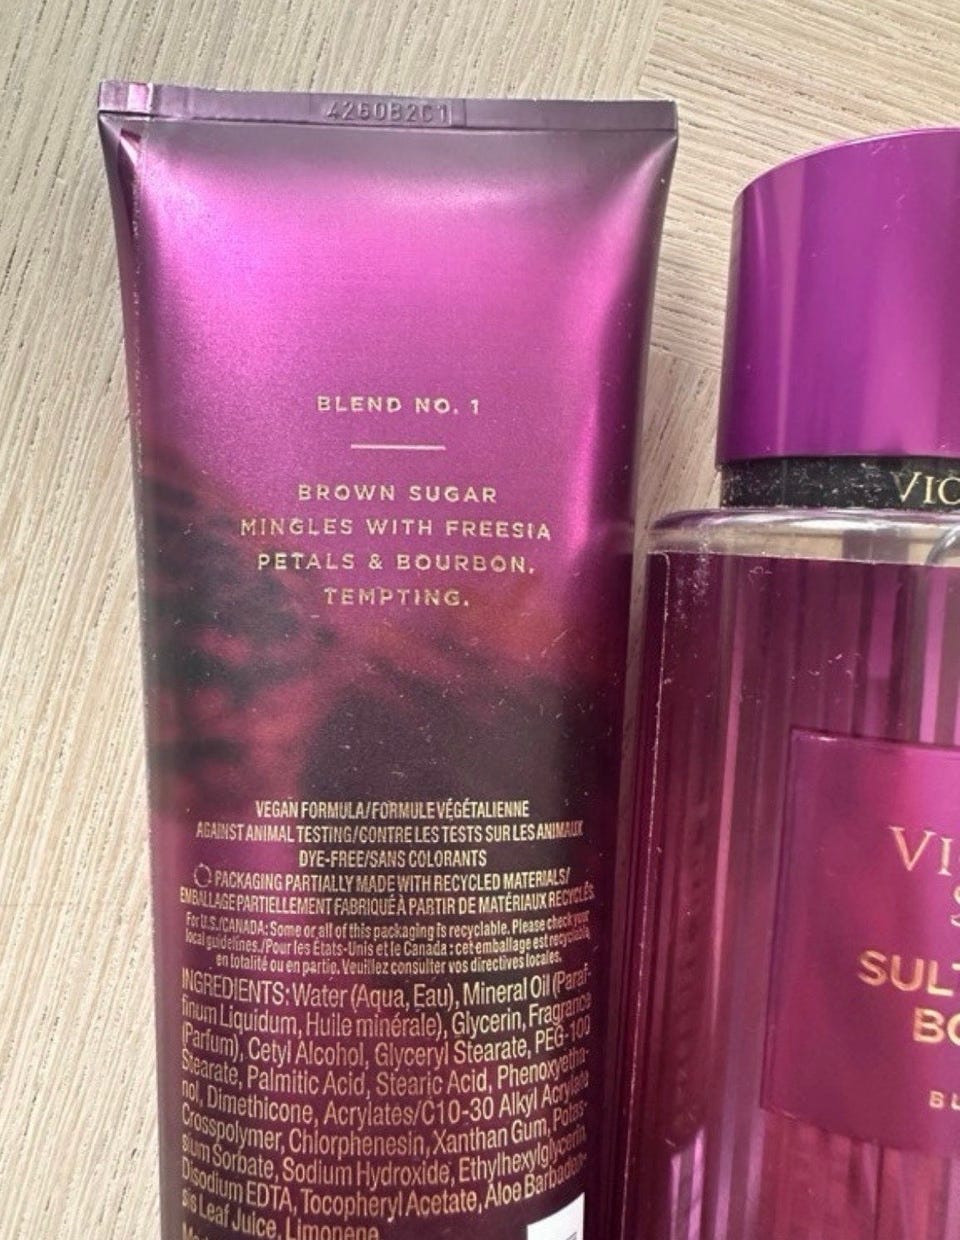 4260B2C1
BLEND NO. 1
BROWN SUGAR
MINGLES WITH FREESIA
PETALS & BOURBON.
TEMPTING.
VEGAN FORMULA/FORMULE VÉGÉTALIENNE
AGAINST ANIMAL TESTING/CONTRE LES TESTS SUR LES ANIMAUX
DYE-FREE/SANS COLORANTS
PACKAGING PARTIALLY MADE WITH RECYCLED MATERIALS/
EMBALLAGE PARTIELLEMENT FABRIQUÉ À PARTIR DE MATÉRIAUX RECYCLÉS.
For U.S./CANADA: Some or all of this packaging is recyclable. Please check your
local guidelines./Pour les États-Unis et le Canada : cet emballage est recyclable
en totalité ou en partie. Veuillez consulter vos directives locales.
INGREDIENTS: Water (Aqua, Eau), Mineral Oil (Paraf-
finum Liquidum, Huile minérale), Glycerin, Fragrance
(Parfum), Cetyl Alcohol, Glyceryl Stearate, PEG-100
Stearate, Palmitic Acid, Stearic Acid, Phenoxyetha-
nol, Dimethicone, Acrylates/C10-30 Alkyl Acrylate
Crosspolymer, Chlorphenesin, Xanthan Gum, Potas-
sium Sorbate, Sodium Hydroxide, Ethylhexylglycerin,
Disodium EDTA, Tocopheryl Acetate, Aloe Barbaden-
sis Leaf Juice, Limonene
VIC
VI
S
SULT
BO
BL